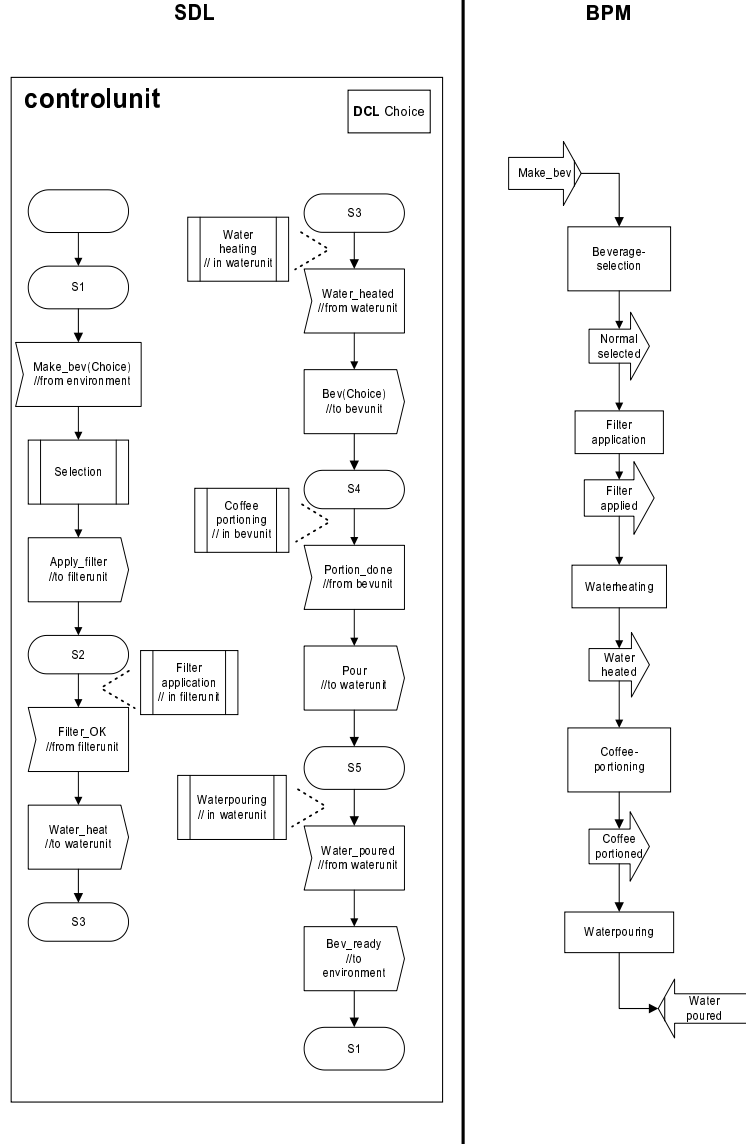 SDL
BPM
controlunit
DCL Choice
S1
Make_bev(Choice)
//from environment
Selection
Apply_filter
//to filterunit
S2
Filter
application
// in filterunit
Filter_OK
//from filterunit
Water_heat
//to waterunit
S3
S3
Water
heating
// in waterunit
Water_heated
//from waterunit
Bev(Choice)
//to bevunit
S4
Coffee
portioning
// in bevunit
Portion_done
//from bevunit
Pour
//to waterunit
S5
Waterpouring
// in waterunit
Water_poured
//from waterunit
Bev_ready
//to
environment
S1
Make_bev
Beverage-
selection
Normal
selected
Filter
application
Filter
applied
Waterheating
Water
heated
Coffee-
portioning
Coffee
portioned
Waterpouring
Water
poured